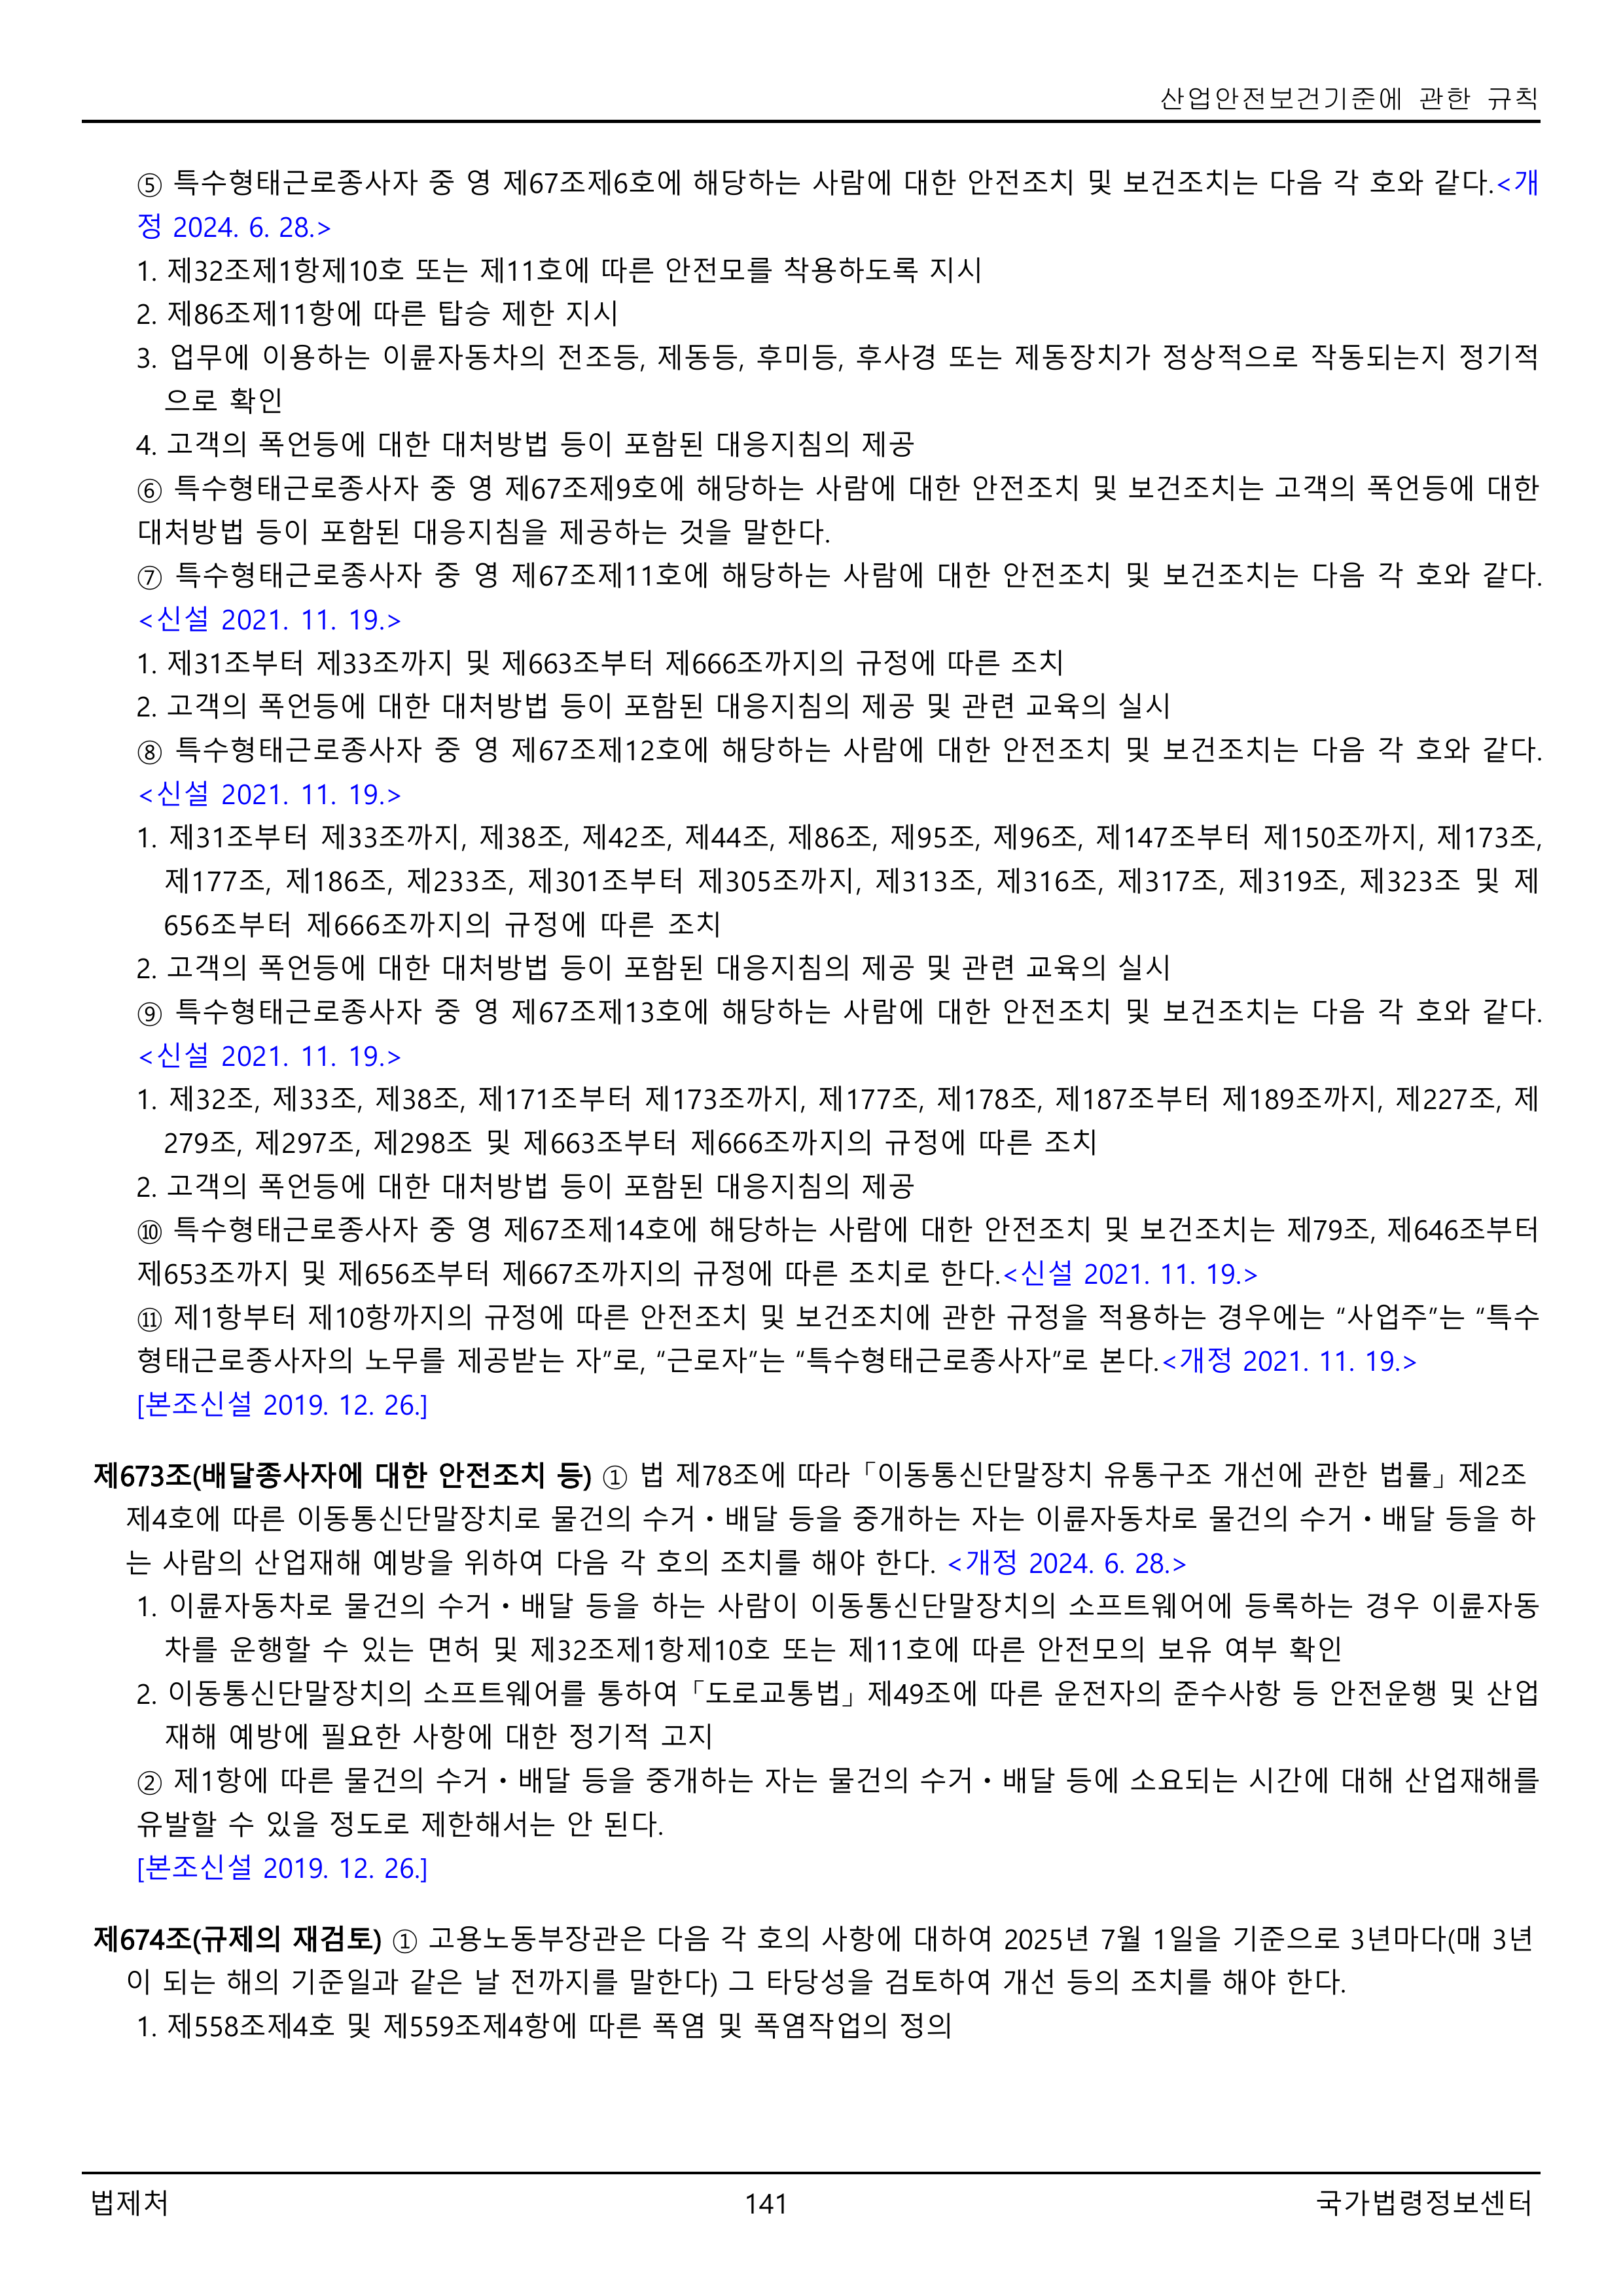 산업안전보건기준에 관한 규칙
⑤ 특수형태근로종사자 중 영 제67조제6호에 해당하는 사람에 대한 안전조치 및 보건조치는 다음 각 호와 같다.<개
정 2024. 6. 28.>
1. 제32조제1항제10호 또는 제11호에 따른 안전모를 착용하도록 지시
2. 제86조제11항에 따른 탑승 제한 지시
3. 업무에 이용하는 이륜자동차의 전조등, 제동등, 후미등, 후사경 또는 제동장치가 정상적으로 작동되는지 정기적
으로 확인
4. 고객의 폭언등에 대한 대처방법 등이 포함된 대응지침의 제공
⑥ 특수형태근로종사자 중 영 제67조제9호에 해당하는 사람에 대한 안전조치 및 보건조치는 고객의 폭언등에 대한
대처방법 등이 포함된 대응지침을 제공하는 것을 말한다.
⑦ 특수형태근로종사자 중 영 제67조제11호에 해당하는 사람에 대한 안전조치 및 보건조치는 다음 각 호와 같다.
<신설 2021. 11. 19.>
1. 제31조부터 제33조까지 및 제663조부터 제666조까지의 규정에 따른 조치
2. 고객의 폭언등에 대한 대처방법 등이 포함된 대응지침의 제공 및 관련 교육의 실시
⑧ 특수형태근로종사자 중 영 제67조제12호에 해당하는 사람에 대한 안전조치 및 보건조치는 다음 각 호와 같다.
<신설 2021. 11. 19.>
1. 제31조부터 제33조까지, 제38조, 제42조, 제44조, 제86조, 제95조, 제96조, 제147조부터 제150조까지, 제173조,
제177조, 제186조, 제233조, 제301조부터 제305조까지, 제313조, 제316조, 제317조, 제319조, 제323조 및 제
656조부터 제666조까지의 규정에 따른 조치
2. 고객의 폭언등에 대한 대처방법 등이 포함된 대응지침의 제공 및 관련 교육의 실시
⑨ 특수형태근로종사자 중 영 제67조제13호에 해당하는 사람에 대한 안전조치 및 보건조치는 다음 각 호와 같다.
<신설 2021. 11. 19.>
1. 제32조, 제33조, 제38조, 제171조부터 제173조까지, 제177조, 제178조, 제187조부터 제189조까지, 제227조, 제
279조, 제297조, 제298조 및 제663조부터 제666조까지의 규정에 따른 조치
2. 고객의 폭언등에 대한 대처방법 등이 포함된 대응지침의 제공
⑩ 특수형태근로종사자 중 영 제67조제14호에 해당하는 사람에 대한 안전조치 및 보건조치는 제79조, 제646조부터
제653조까지 및 제656조부터 제667조까지의 규정에 따른 조치로 한다.<신설 2021. 11. 19.>
⑪ 제1항부터 제10항까지의 규정에 따른 안전조치 및 보건조치에 관한 규정을 적용하는 경우에는 “사업주”는 “특수
형태근로종사자의 노무를 제공받는 자”로, “근로자”는 “특수형태근로종사자”로 본다.<개정 2021. 11. 19.>
[본조신설 2019. 12. 26.]
제673조(배달종사자에 대한 안전조치 등) ① 법 제78조에 따라 「이동통신단말장치 유통구조 개선에 관한 법률」 제2조
제4호에 따른 이동통신단말장치로 물건의 수거ㆍ배달 등을 중개하는 자는 이륜자동차로 물건의 수거ㆍ배달 등을 하
는 사람의 산업재해 예방을 위하여 다음 각 호의 조치를 해야 한다. <개정 2024. 6. 28.>
1. 이륜자동차로 물건의 수거ㆍ배달 등을 하는 사람이 이동통신단말장치의 소프트웨어에 등록하는 경우 이륜자동
차를 운행할 수 있는 면허 및 제32조제1항제10호 또는 제11호에 따른 안전모의 보유 여부 확인
2. 이동통신단말장치의 소프트웨어를 통하여 「도로교통법」 제49조에 따른 운전자의 준수사항 등 안전운행 및 산업
재해 예방에 필요한 사항에 대한 정기적 고지
② 제1항에 따른 물건의 수거ㆍ배달 등을 중개하는 자는 물건의 수거ㆍ배달 등에 소요되는 시간에 대해 산업재해를
유발할 수 있을 정도로 제한해서는 안 된다.
[본조신설 2019. 12. 26.]
제674조(규제의 재검토) ① 고용노동부장관은 다음 각 호의 사항에 대하여 2025년 7월 1일을 기준으로 3년마다(매 3년
이 되는 해의 기준일과 같은 날 전까지를 말한다) 그 타당성을 검토하여 개선 등의 조치를 해야 한다.
1. 제558조제4호 및 제559조제4항에 따른 폭염 및 폭염작업의 정의
법제처 141 국가법령정보센터